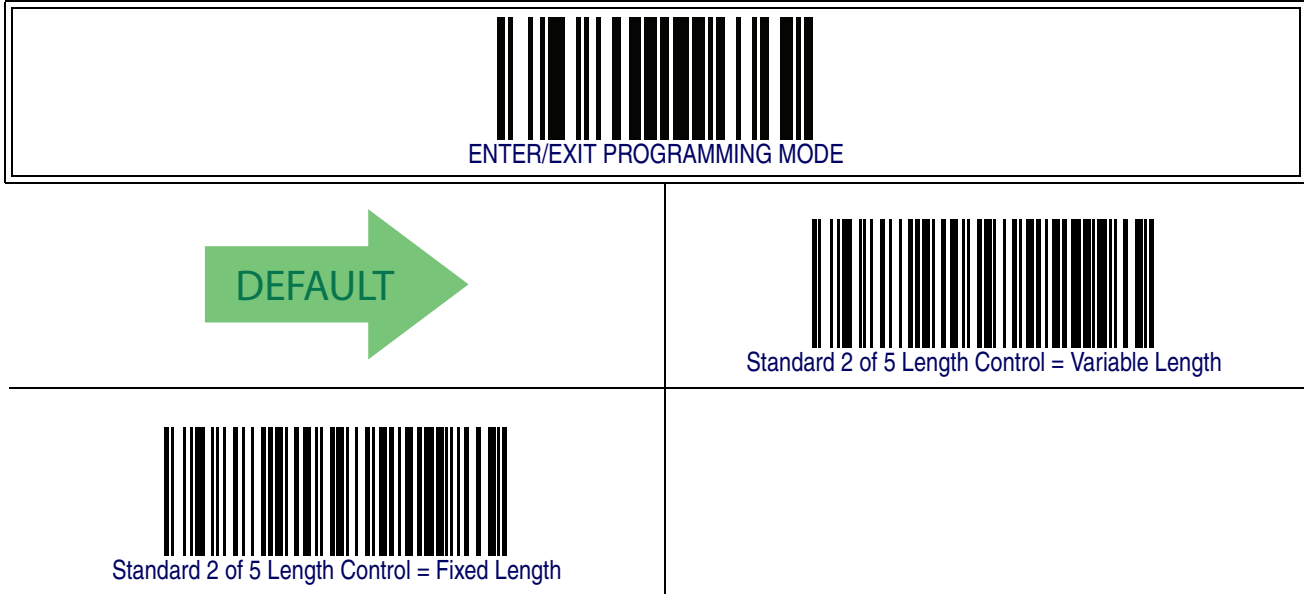 ENTER/EXIT PROGRAMMING MODE
DEFAULT
Standard 2 of 5 Length Control = Variable Length
Standard 2 of 5 Length Control = Fixed Length